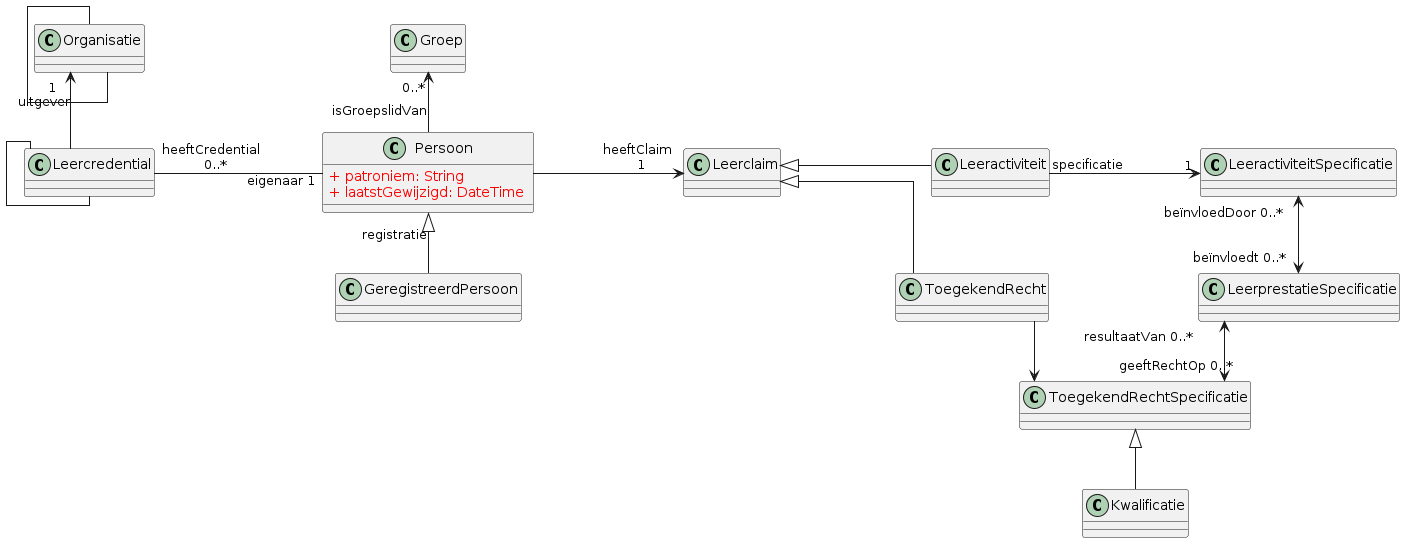 C Organisatie
C Groep
1
uitgever
0..*
isGroepslidVan
C Leercredential
heeftCredential
0..*
eigenaar 1
C Persoon
+ patroniem: String
+ laatstGewijzigd: DateTime
heeftClaim
1
C Leerclaim
C Leeractiviteit
specificatie
1
C LeeractiviteitSpecificatie
registratie
beïnvloedDoor 0..*
beïnvloedt 0..*
C GeregistreerdPersoon
C ToegekendRecht
C LeerprestatieSpecificatie
resultaatVan 0..*
geeftRechtOp 0..*
C ToegekendRechtSpecificatie
C Kwalificatie